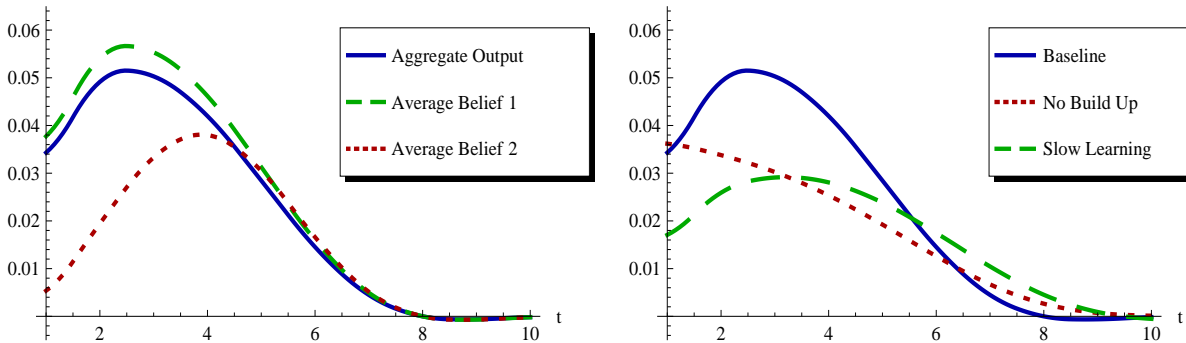 0.06
0.05
0.04
0.03
0.02
0.01
2 4 6 8 10 t
Aggregate Output
Average Belief 1
Average Belief 2
0.06
0.05
0.04
0.03
0.02
0.01
2 4 6 8 10 t
Baseline
No Build Up
Slow Learning